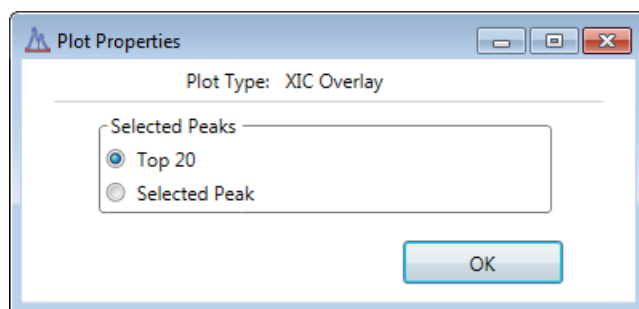 Plot Properties
Plot Type: XIC Overlay
Selected Peaks
Top 20
Selected Peak
OK